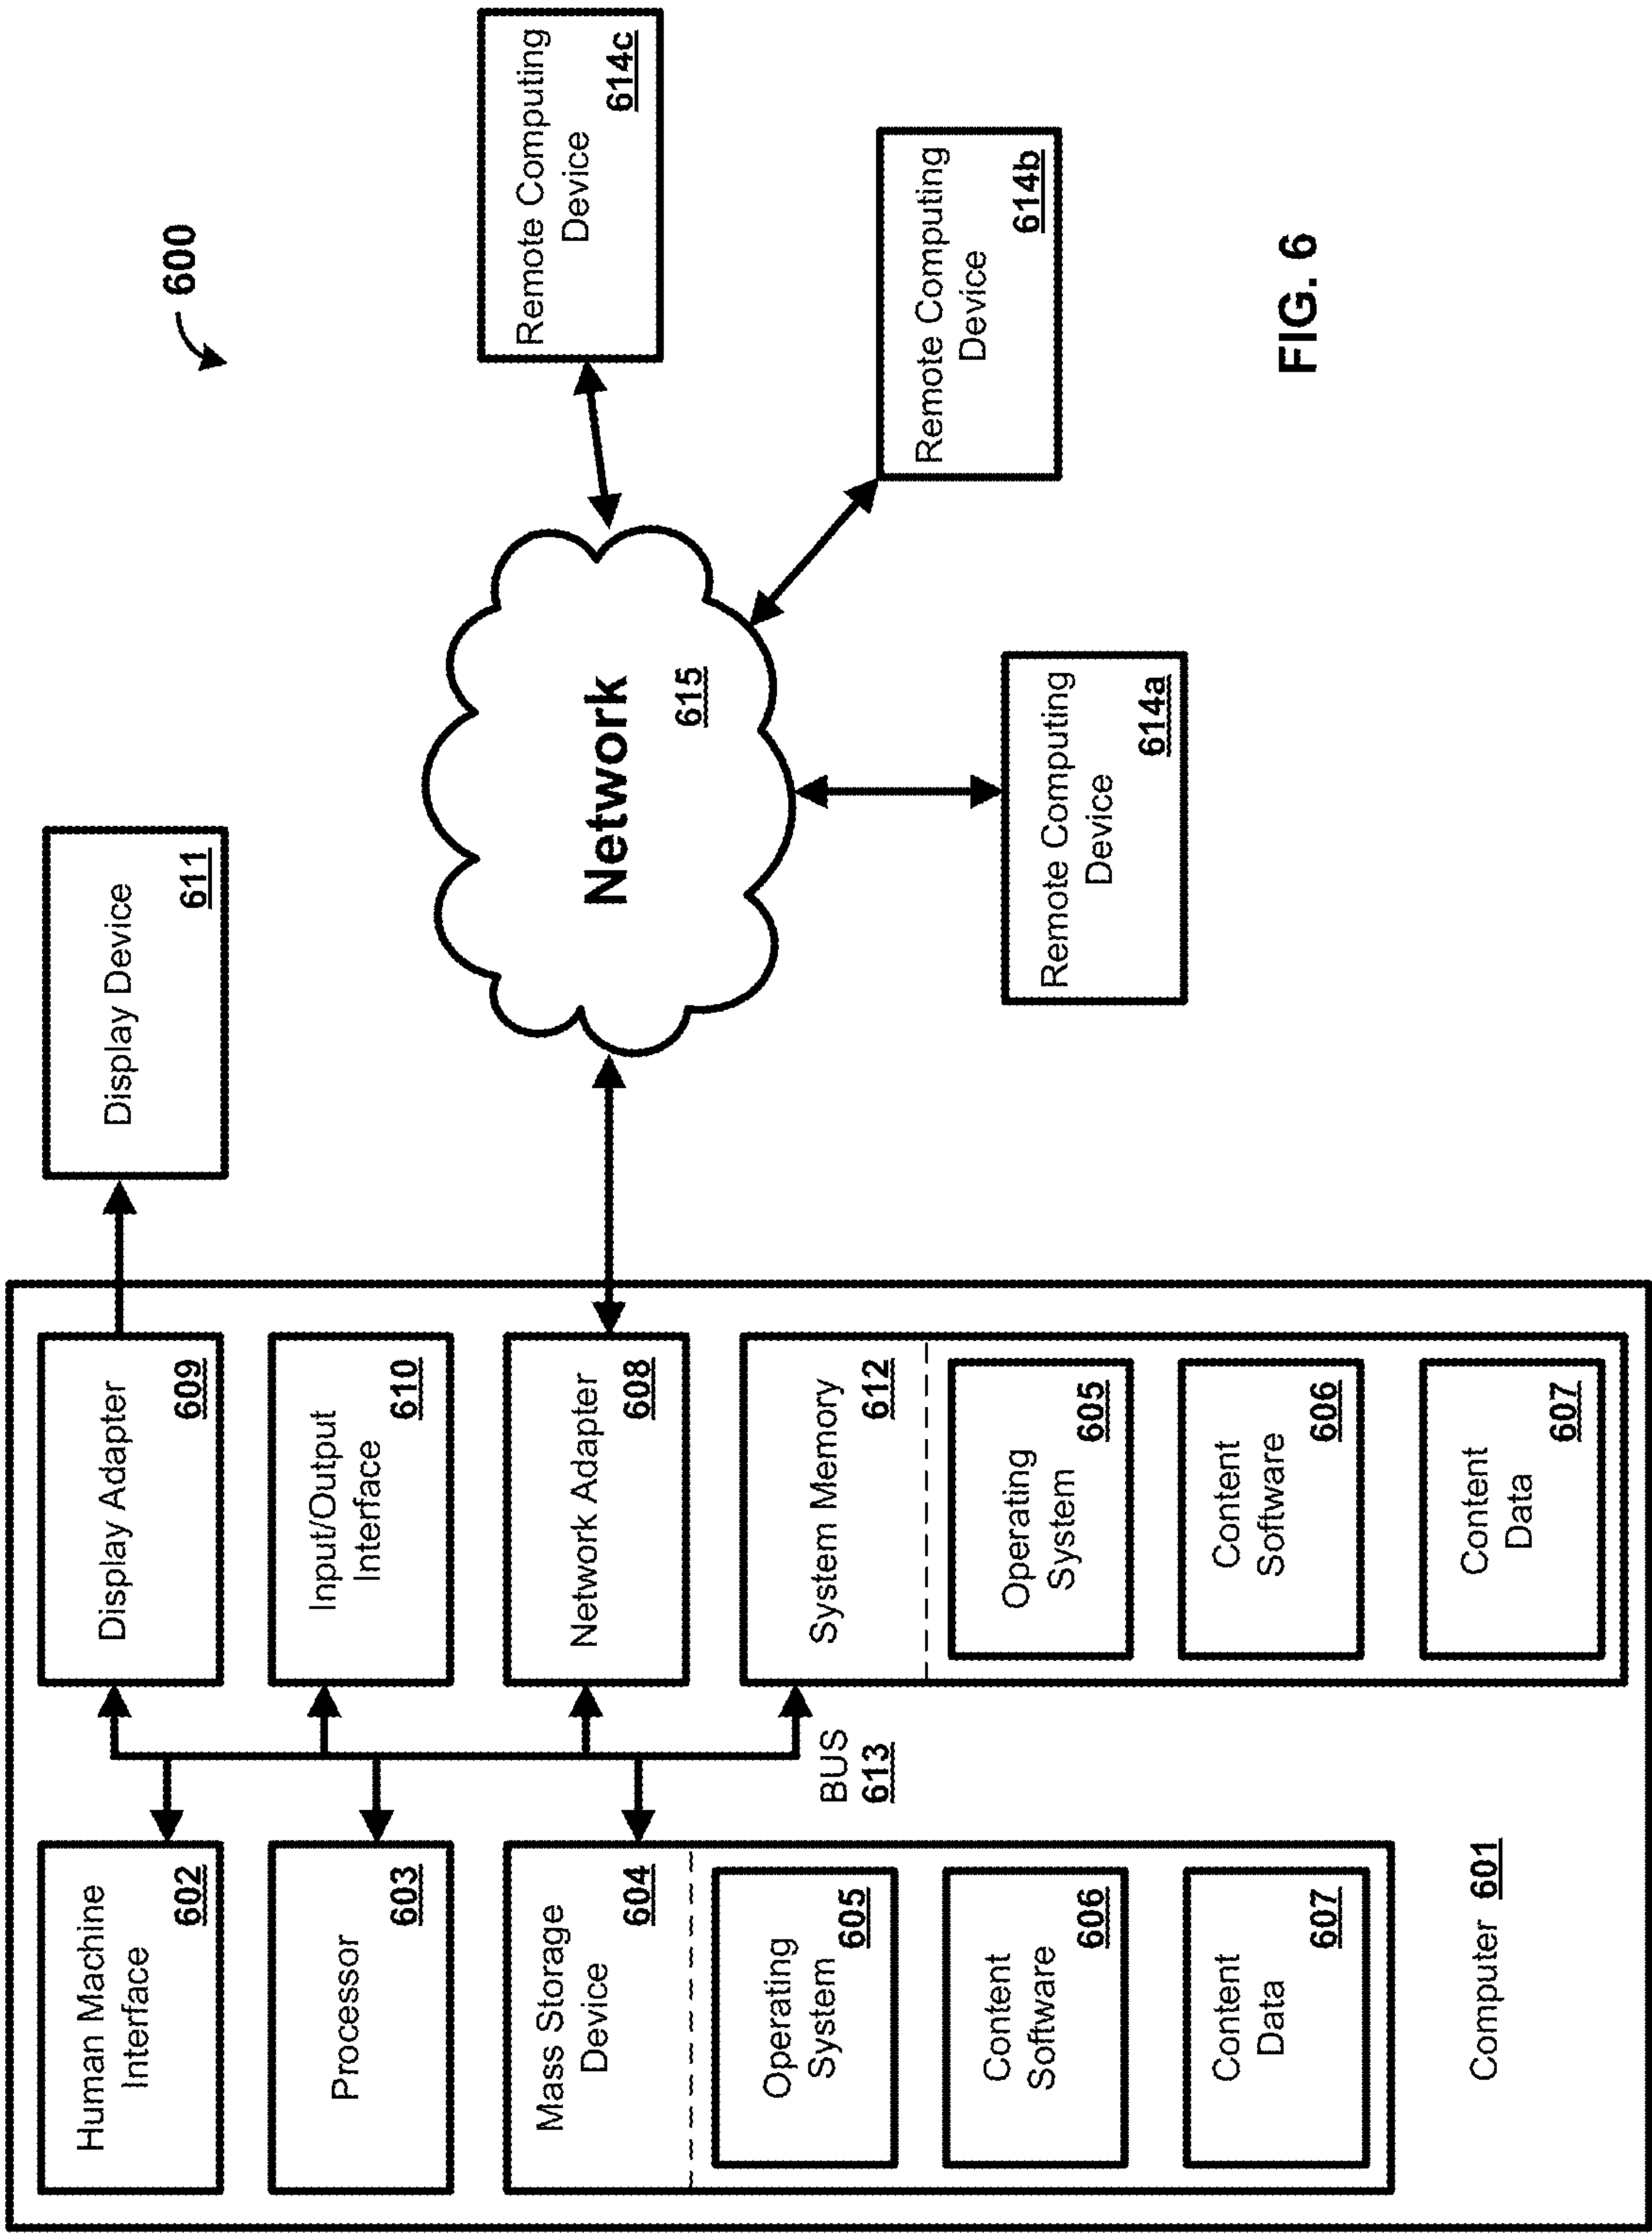 600
Human Machine
Interface
602
Processor
603
Mass Storage
Device
604
Operating
System
605
Content
Software
606
Content
Data
607
Computer 601
BUS
613
Display Adapter
609
Input/Output
Interface
610
Network Adapter
608
System Memory
612
Operating
System
605
Content
Software
606
Content
Data
607
Display Device
611
Network
615
Remote Computing
Device
614a
Remote Computing
Device
614b
Remote Computing
Device
614c
FIG. 6